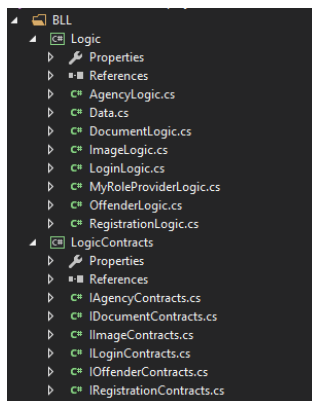 BLL
C# Logic
Properties
References
C# AgencyLogic.cs
C# Data.cs
C# DocumentLogic.cs
C# ImageLogic.cs
C# LoginLogic.cs
C# MyRoleProviderLogic.cs
C# OffenderLogic.cs
C# RegistrationLogic.cs
C# LogicContracts
Properties
References
C# IAgencyContracts.cs
C# IDocumentContracts.cs
C# IImageContracts.cs
C# ILoginContracts.cs
C# IOffenderContracts.cs
C# IRegistrationContracts.cs